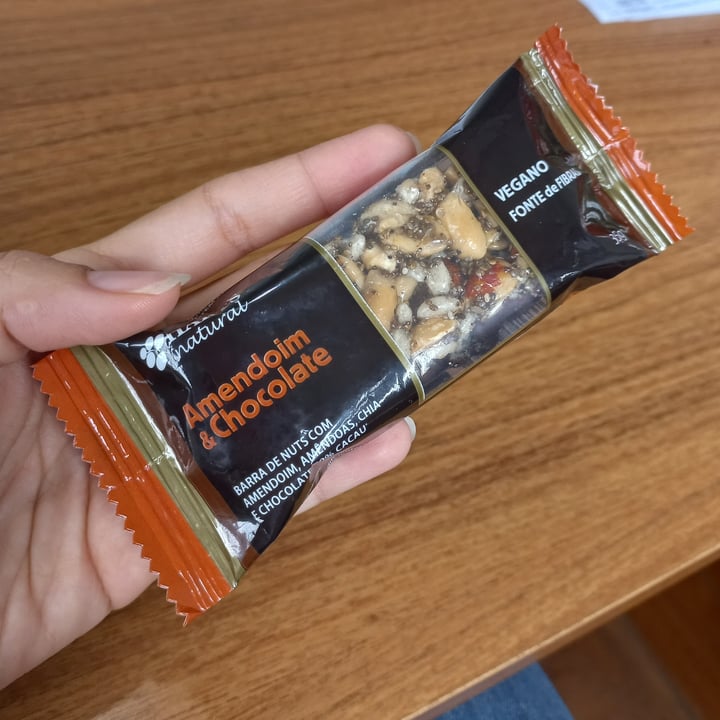 natural
Amendoim
& Chocolate
BARRA DE NUTS COM
AMENDOIM, AMÊNDOAS, CHIA
E CHOCOLATE CACAU
VEGANO
FONTE de FIBRAS